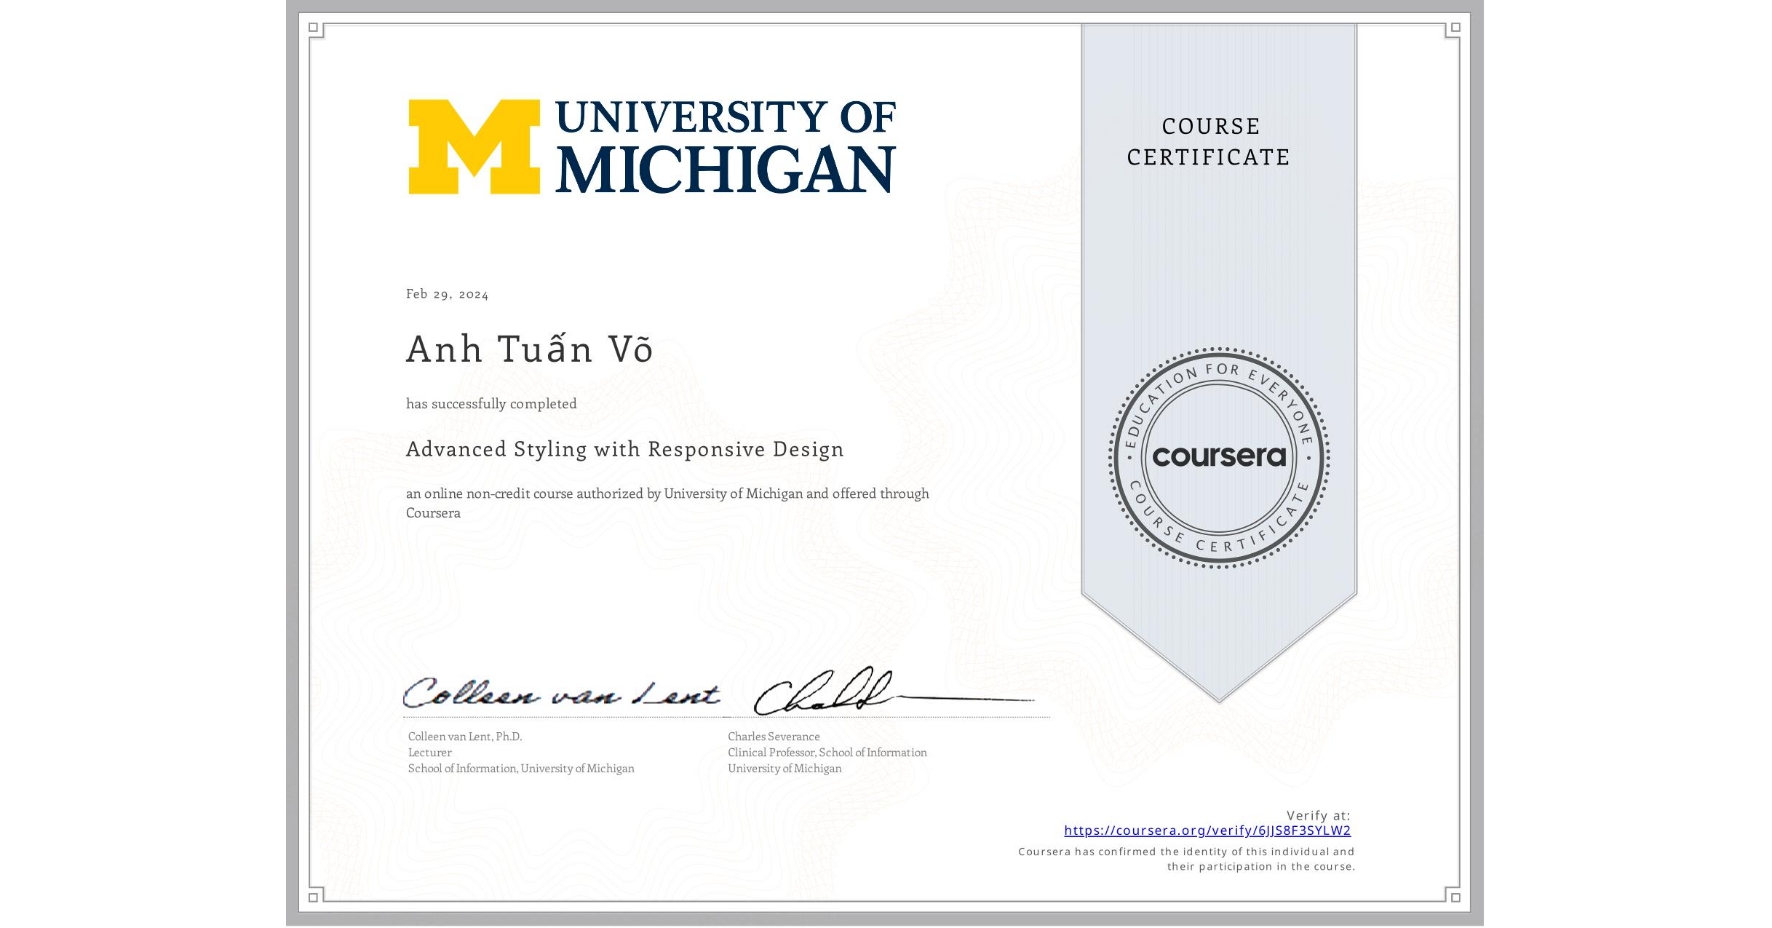 UNIVERSITY OF
MICHIGAN
COURSE
CERTIFICATE
Feb 29, 2024
Anh Tuấn Võ
has successfully completed
Advanced Styling with Responsive Design
an online non-credit course authorized by University of Michigan and offered through
Coursera
EDUCATION FOR EVERYONE
coursera
COURSE CERTIFICATE
Colleen van Lent
Colleen van Lent, Ph.D.
Lecturer
School of Information, University of Michigan
Charles Severance
Clinical Professor, School of Information
University of Michigan
Verify at:
https://coursera.org/verify/6JJS8F3SYLW2
Coursera has confirmed the identity of this individual and
their participation in the course.